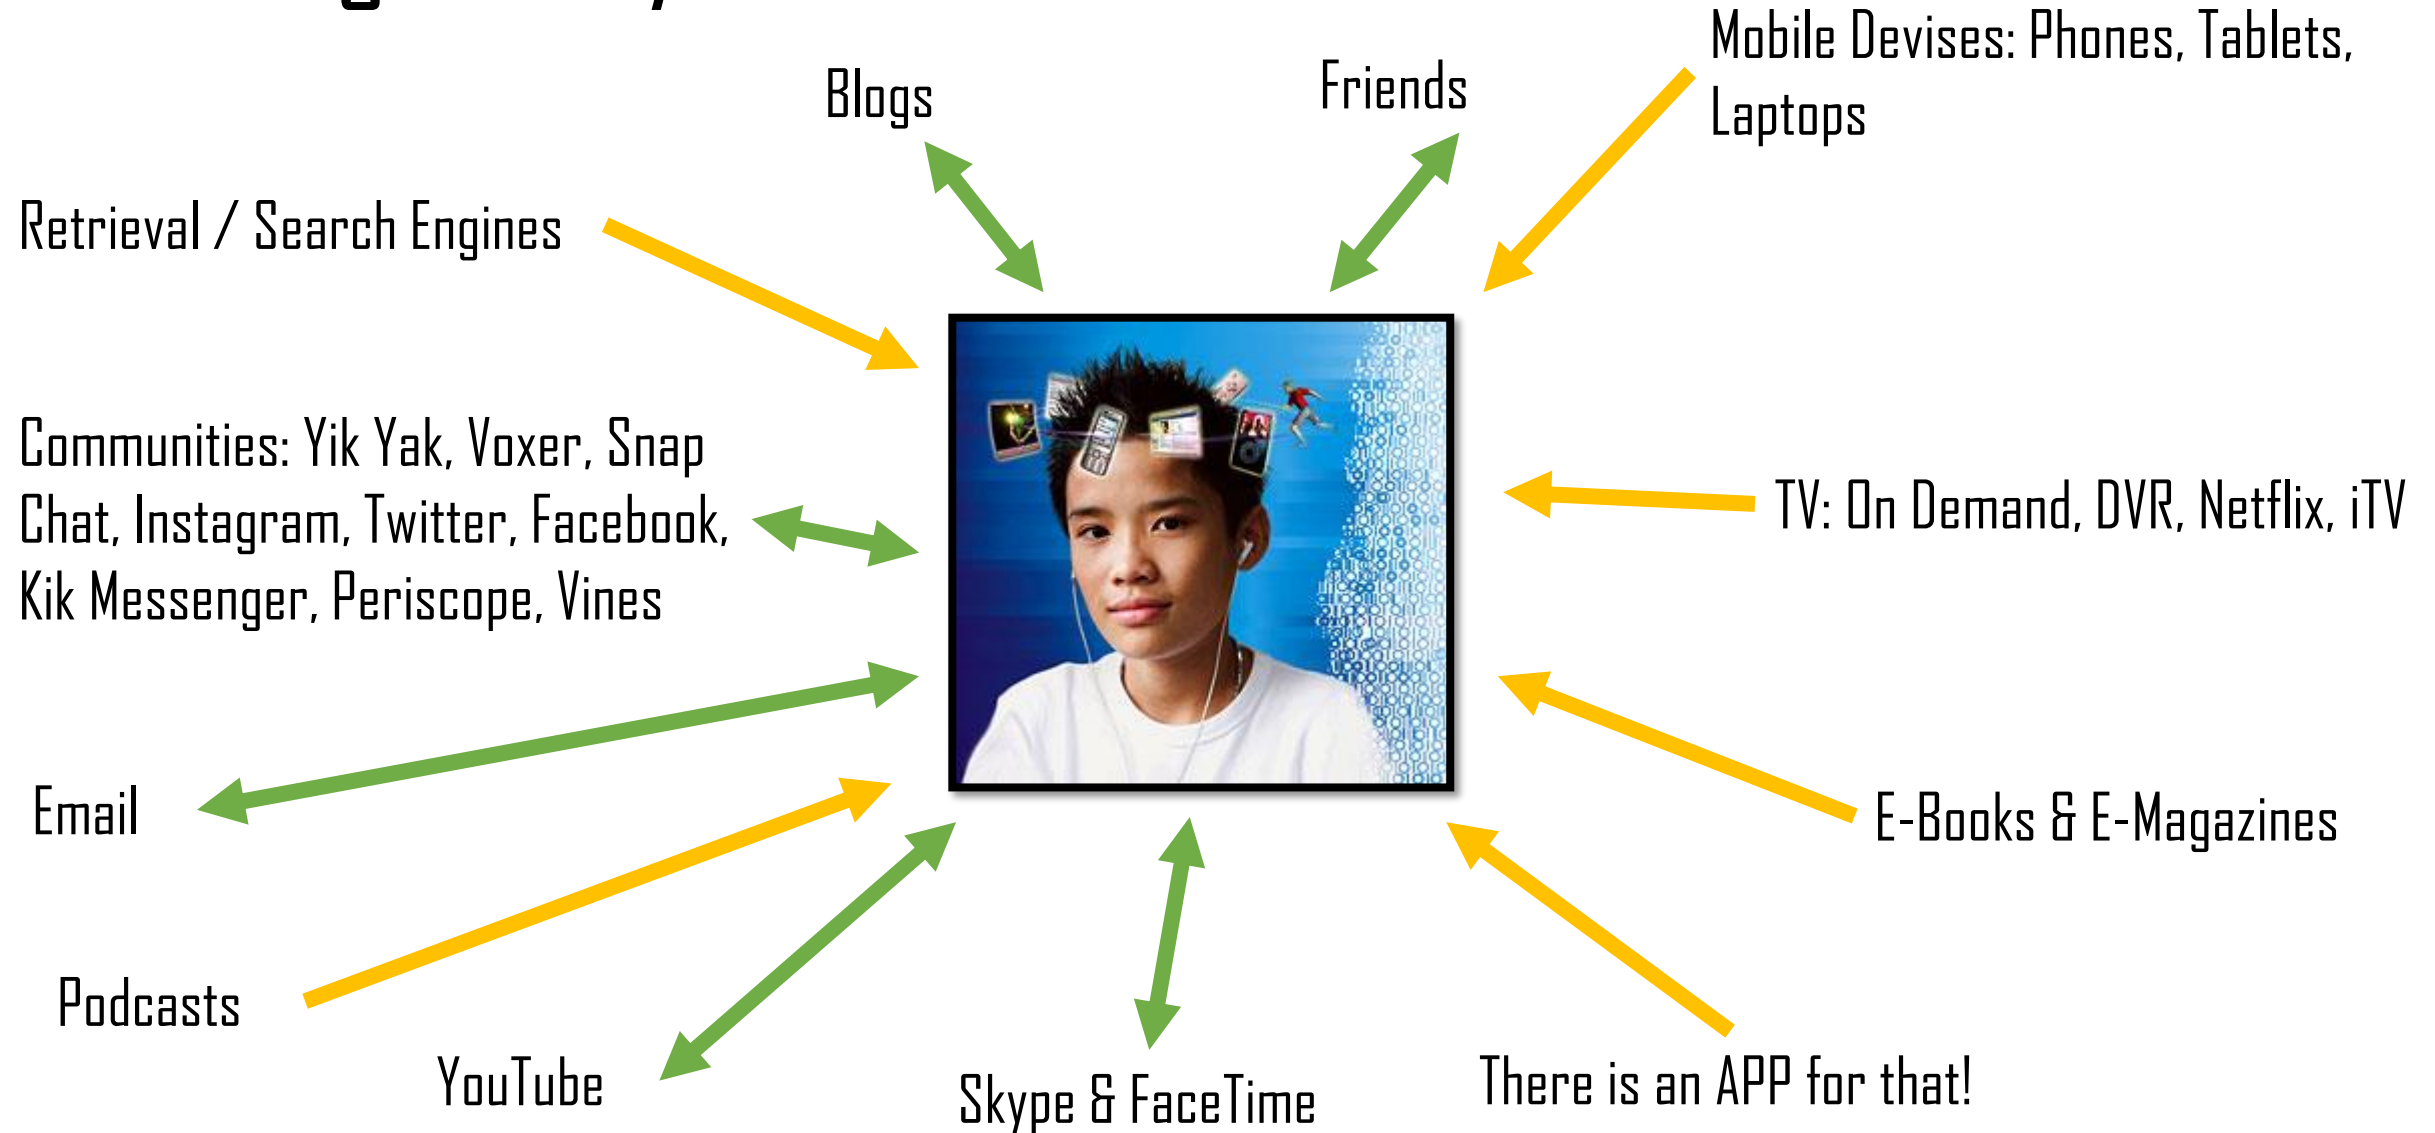 Blogs
Friends
Mobile Devises: Phones, Tablets,
Laptops
Retrieval / Search Engines
Communities: Yik Yak, Voxer, Snap
Chat, Instagram, Twitter, Facebook,
Kik Messenger, Periscope, Vines
TV: On Demand, DVR, Netflix, iTV
Email
E-Books & E-Magazines
Podcasts
YouTube
Skype & FaceTime
There is an APP for that!